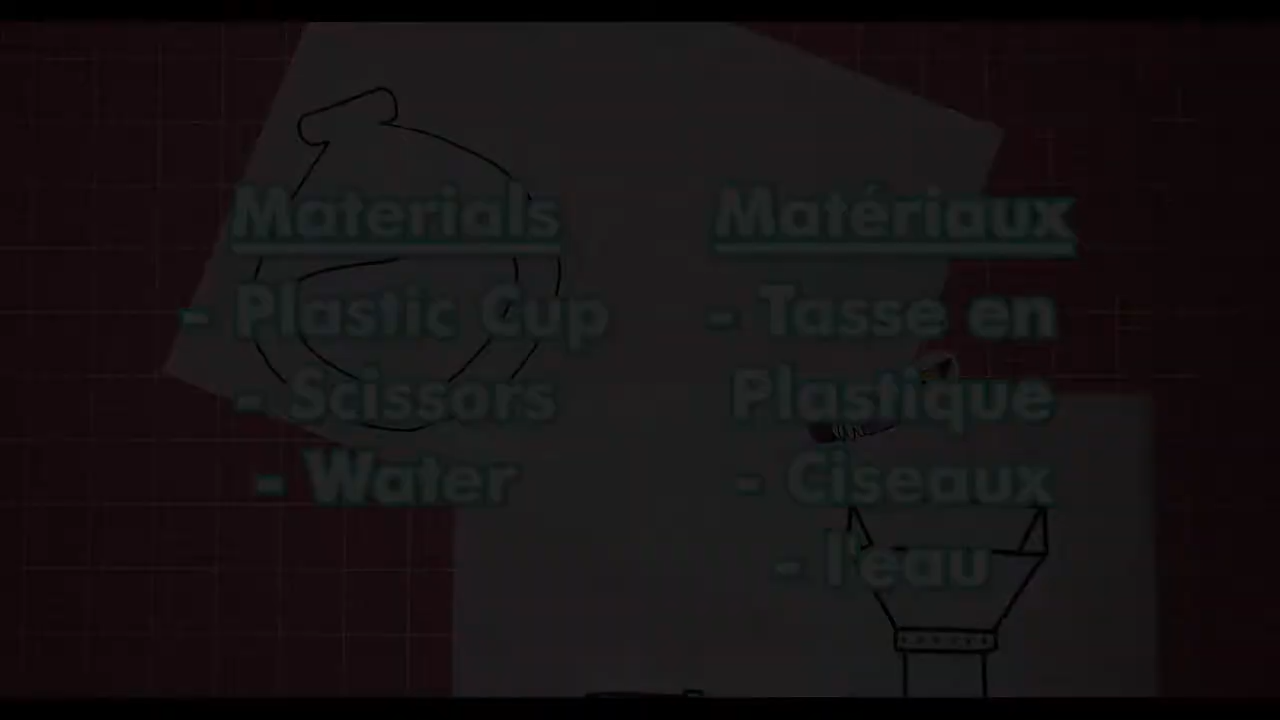 Materials
- Plastic Cup
- Scissors
- Water
Matériaux
- Tasse en
Plastique
- Ciseaux
- l'eau